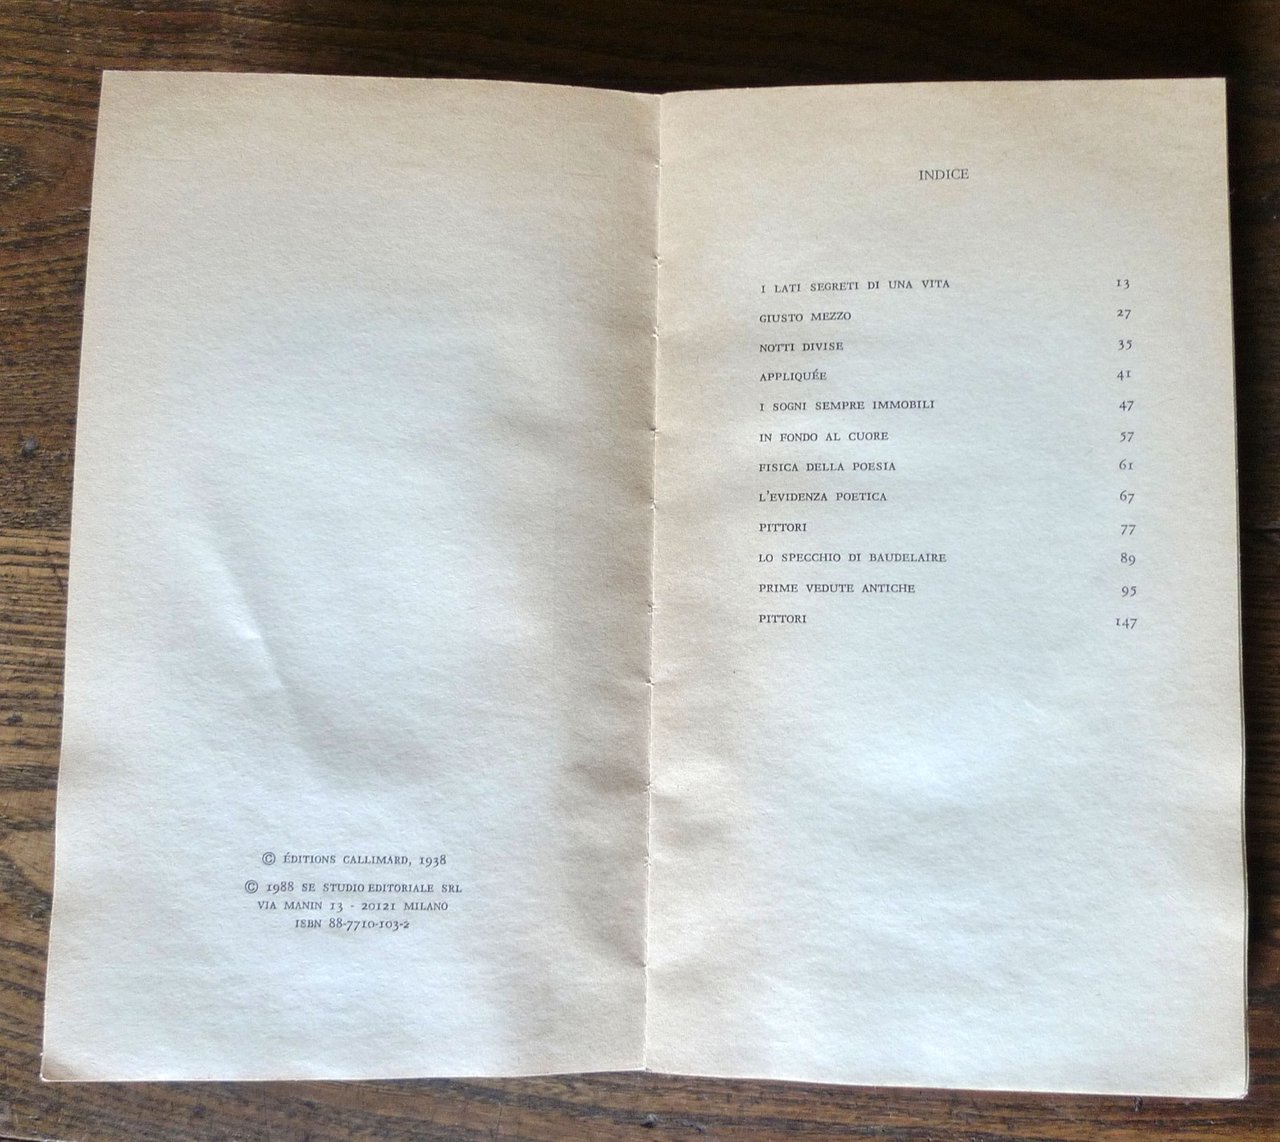 © ÉDITIONS CALLIMARD, 1938
© 1988 SE STUDIO EDITORIALE SRL
VIA MANIN 13 - 20121 MILANO
ISBN 88-7710-103-2
INDICE
I LATI SEGRETI DI UNA VITA 13
GIUSTO MEZZO 27
NOTTI DIVISE 35
APPLIQUÉE 41
I SOGNI SEMPRE IMMOBILI 47
IN FONDO AL CUORE 57
FISICA DELLA POESIA 61
L'EVIDENZA POETICA 67
PITTORI 77
LO SPECCHIO DI BAUDELAIRE 89
PRIME VEDUTE ANTICHE 95
PITTORI 147